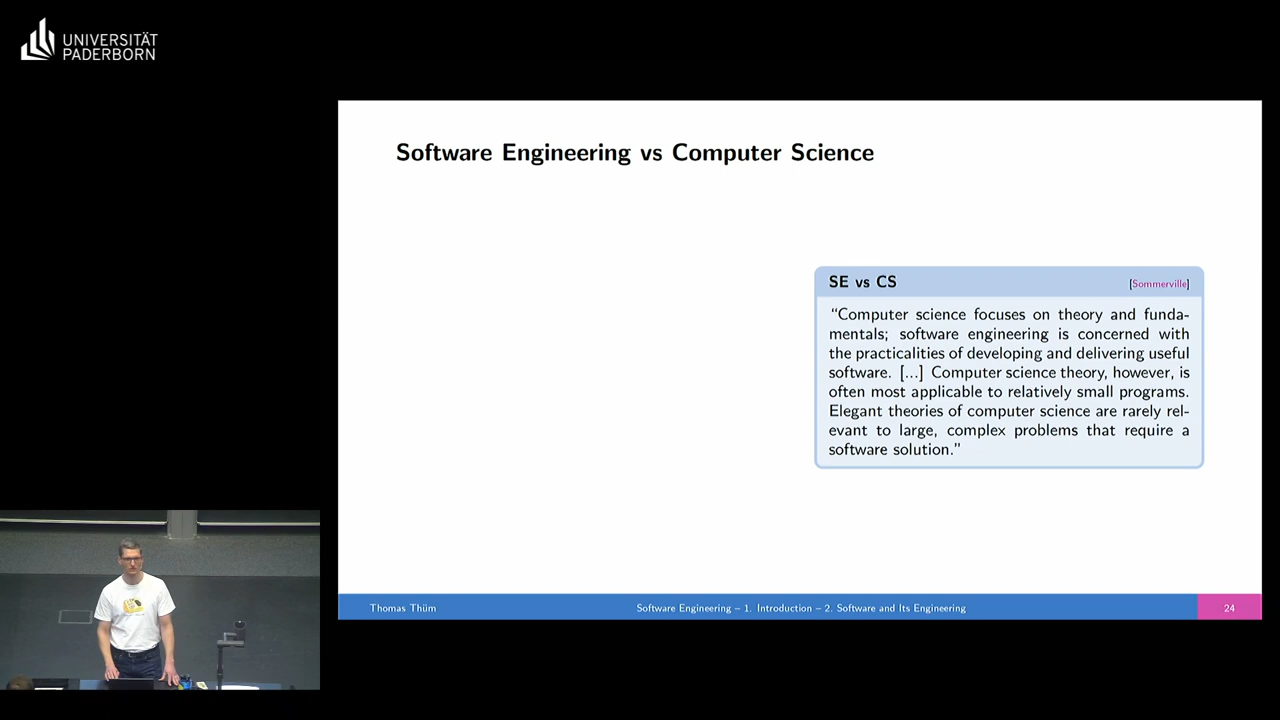 UNIVERSITÄT
PADERBORN
Software Engineering vs Computer Science
SE vs CS
[Sommerville]
“Computer science focuses on theory and funda-
mentals; software engineering is concerned with
the practicalities of developing and delivering useful
software. [...] Computer science theory, however, is
often most applicable to relatively small programs.
Elegant theories of computer science are rarely rel-
evant to large, complex problems that require a
software solution.”
Thomas Thüm
Software Engineering – 1. Introduction – 2. Software and Its Engineering
24